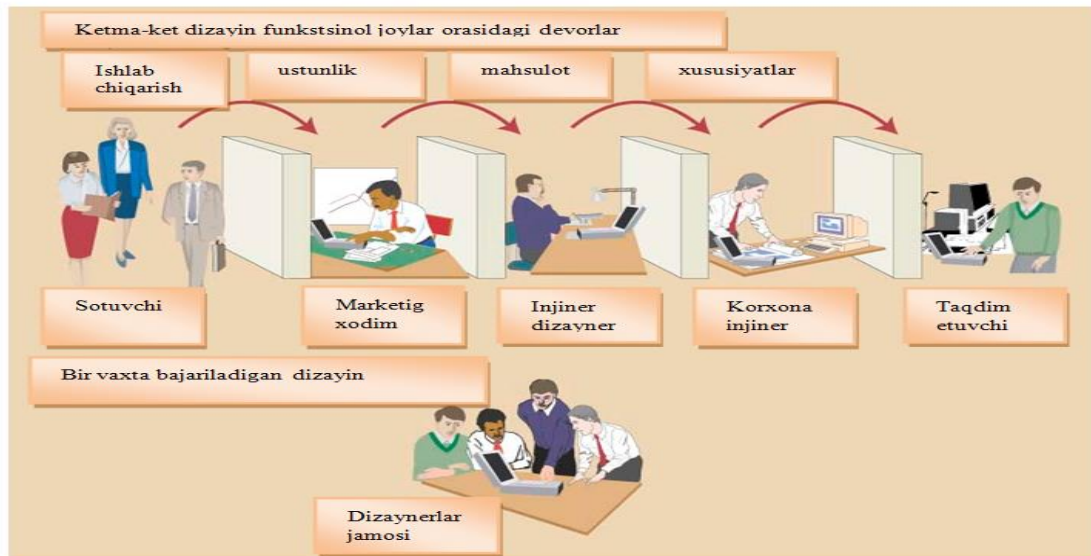 Ketma-ket dizayin funkstsinol joylar orasidagi devorlar
Ishlab
chiqarish
ustunlik
mahsulot
xususiyatlar
Sotuvchi
Marketig
xodim
Injiner
dizayner
Korxona
injiner
Taqdim
etuvchi
Bir vaxta bajariladigan dizayin
Dizaynerlar
jamosi